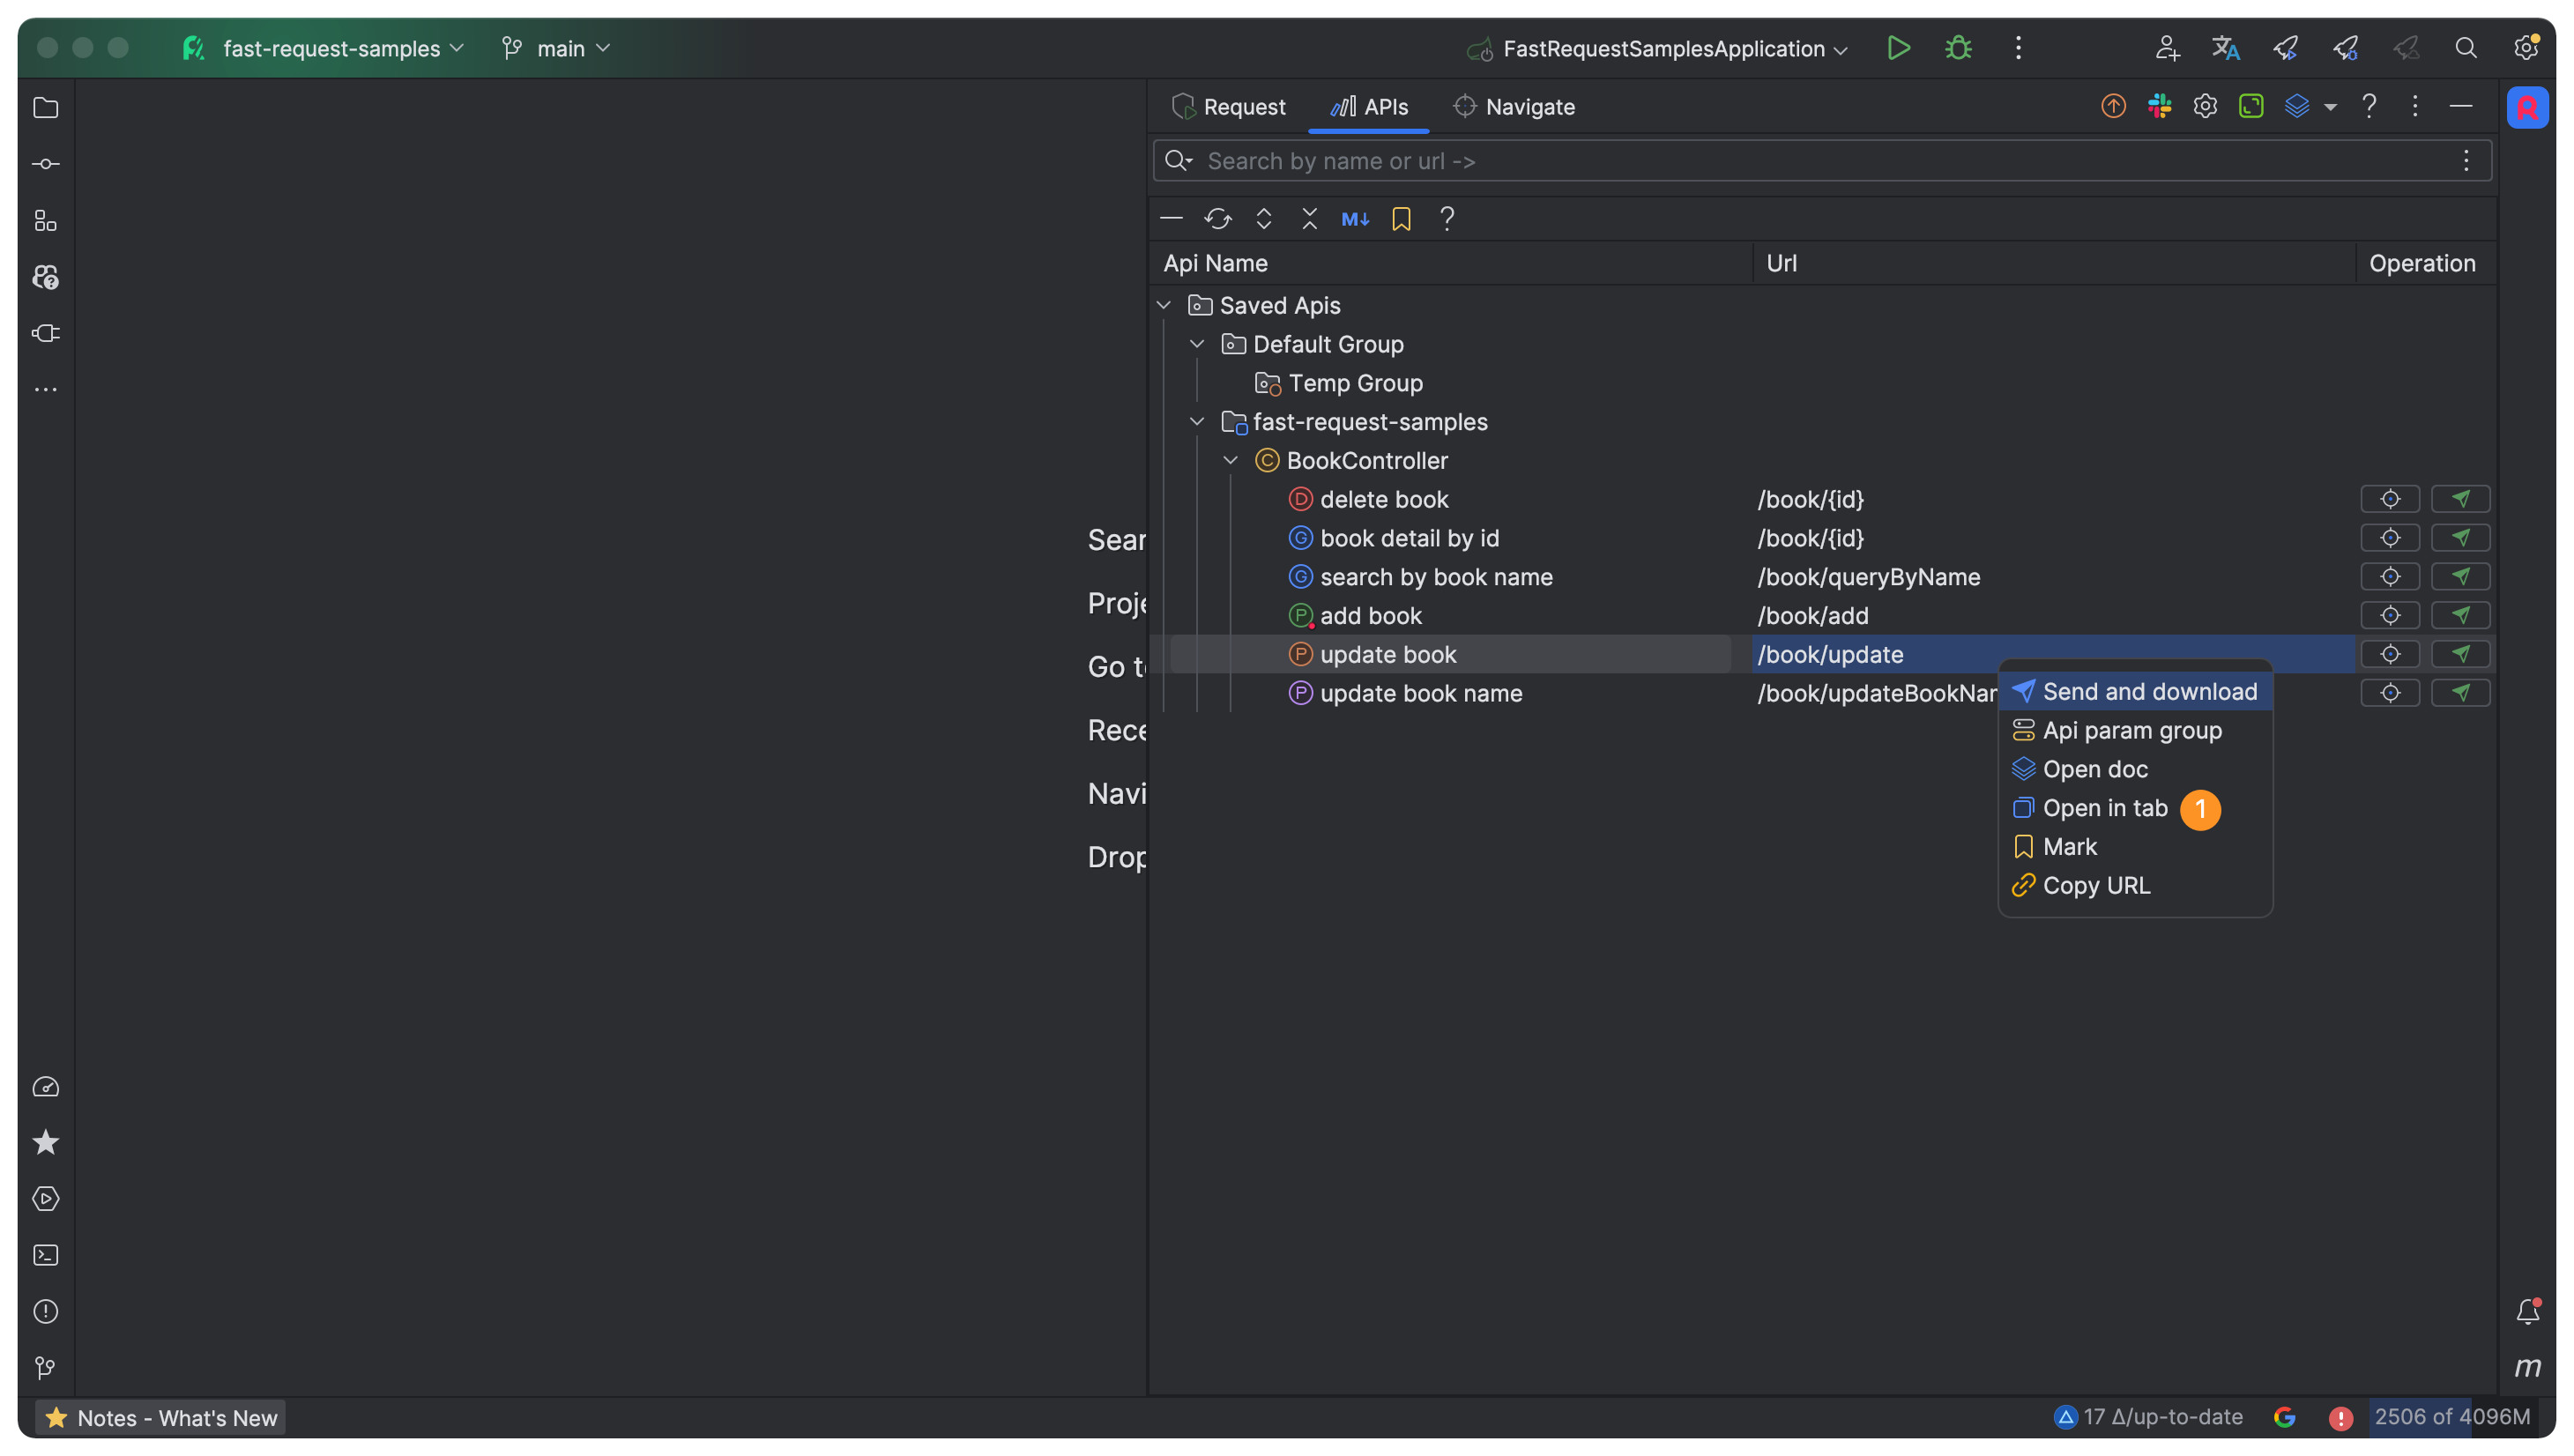 fast-request-samples
main
FastRequestSamplesApplication
Request
APIs
Navigate
Search by name or url ->
M↓
Api Name
Url
Operation
Saved Apis
Default Group
Temp Group
fast-request-samples
C BookController
D delete book
/book/{id}
G book detail by id
/book/{id}
G search by book name
/book/queryByName
P add book
/book/add
P update book
/book/update
P update book name
/book/updateBookNar
Send and download
Api param group
Open doc
Open in tab
1
Mark
Copy URL
Sear
Proje
Go t
Rece
Navi
Drop
m
Notes - What's New
17 Δ/up-to-date
2506 of 4096M